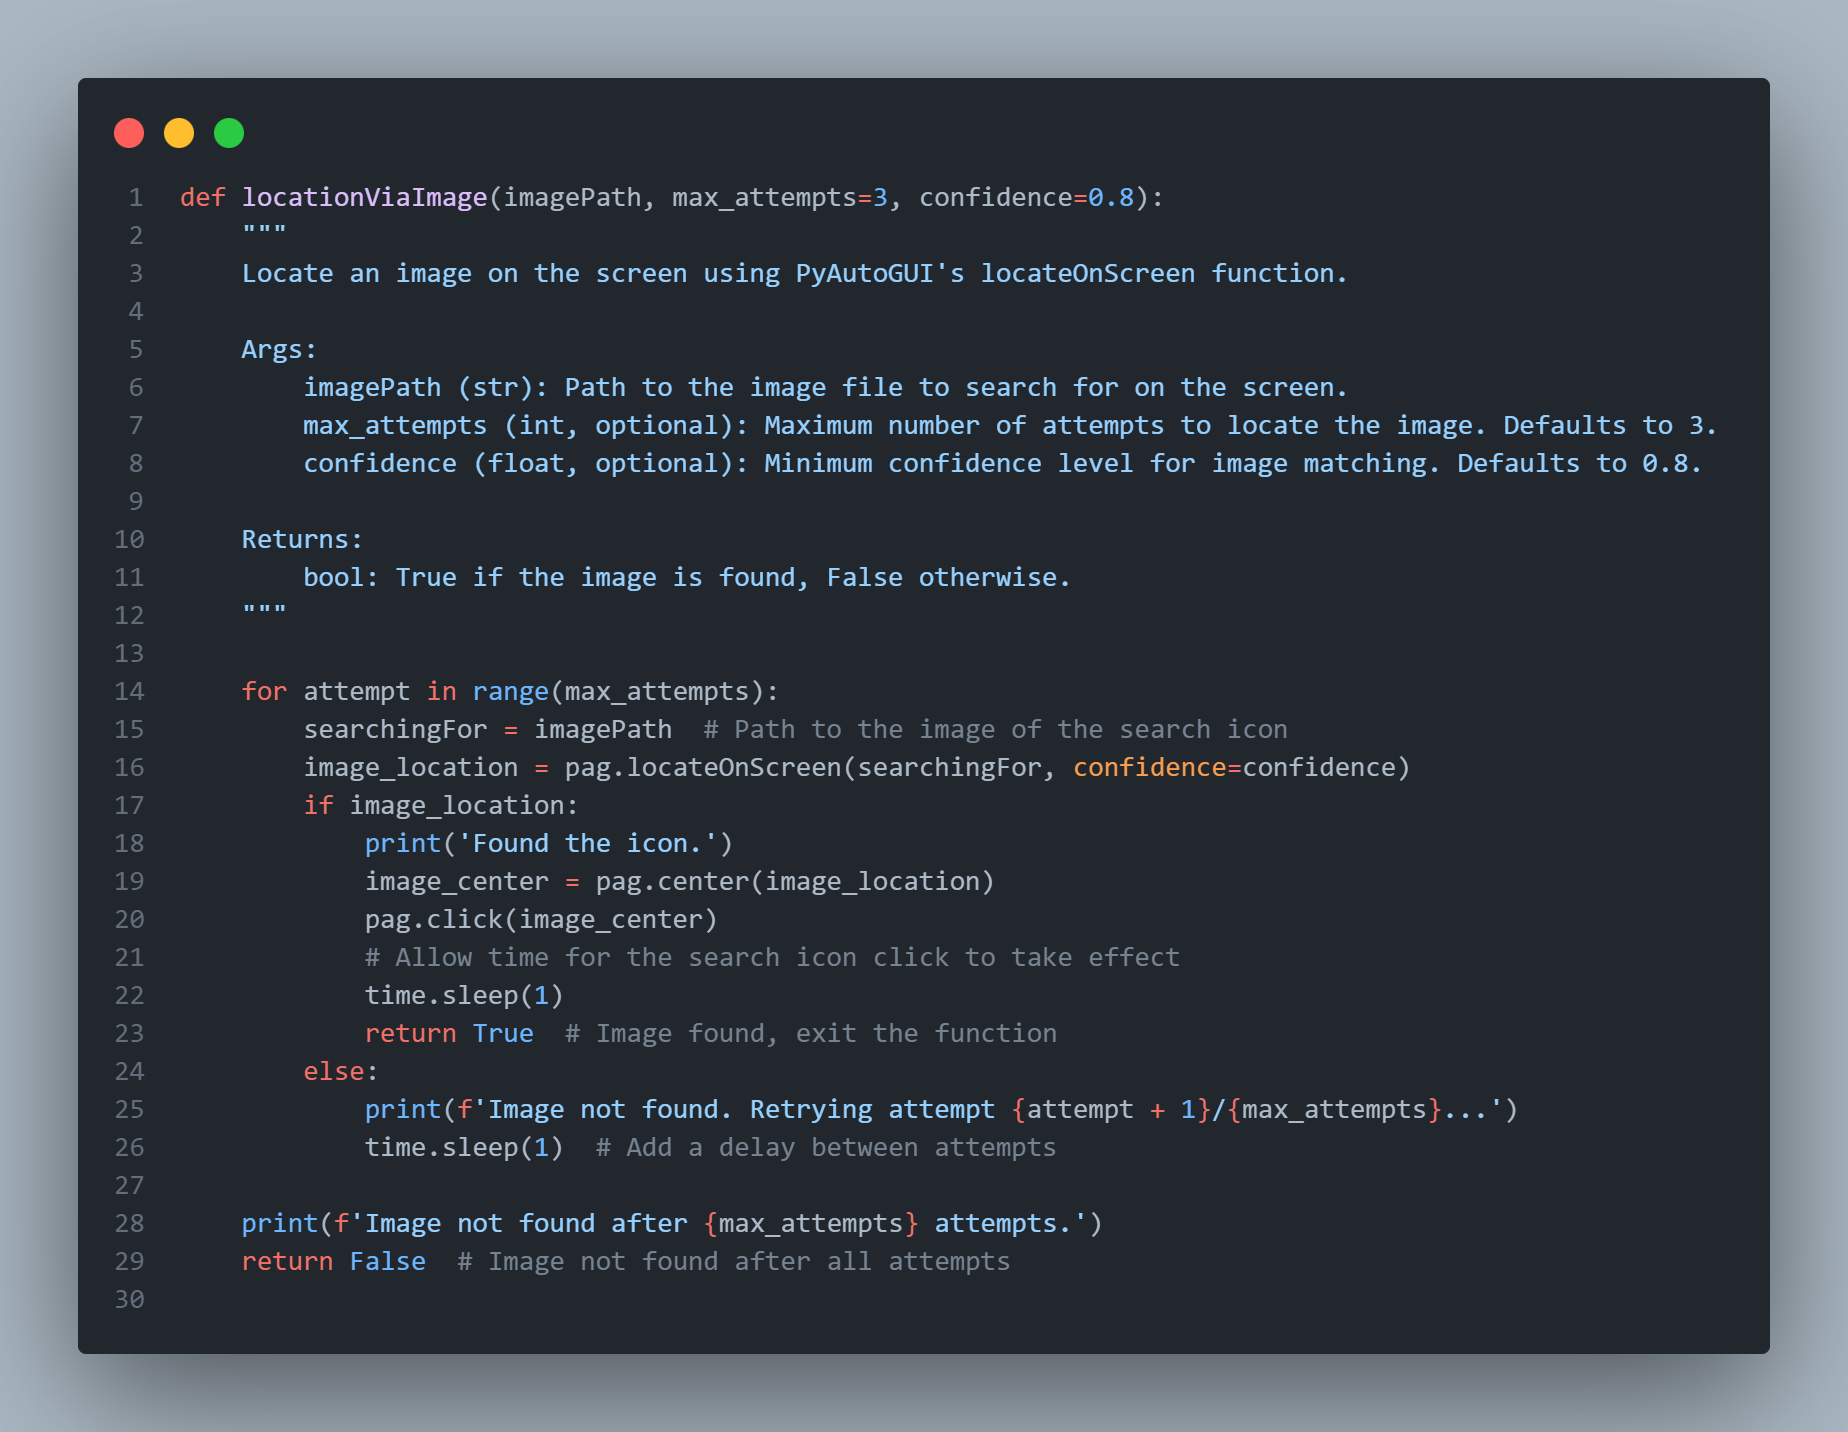 1 def locationViaImage(imagePath, max_attempts=3, confidence=0.8):
2     """
3     Locate an image on the screen using PyAutoGUI's locateOnScreen function.
4
5     Args:
6         imagePath (str): Path to the image file to search for on the screen.
7         max_attempts (int, optional): Maximum number of attempts to locate the image. Defaults to 3.
8         confidence (float, optional): Minimum confidence level for image matching. Defaults to 0.8.
9
10     Returns:
11         bool: True if the image is found, False otherwise.
12     """
13
14     for attempt in range(max_attempts):
15         searchingFor = imagePath  # Path to the image of the search icon
16         image_location = pag.locateOnScreen(searchingFor, confidence=confidence)
17         if image_location:
18             print('Found the icon.')
19             image_center = pag.center(image_location)
20             pag.click(image_center)
21             # Allow time for the search icon click to take effect
22             time.sleep(1)
23             return True  # Image found, exit the function
24         else:
25             print(f'Image not found. Retrying attempt {attempt + 1}/{max_attempts}...')
26             time.sleep(1)  # Add a delay between attempts
27
28     print(f'Image not found after {max_attempts} attempts.')
29     return False  # Image not found after all attempts
30